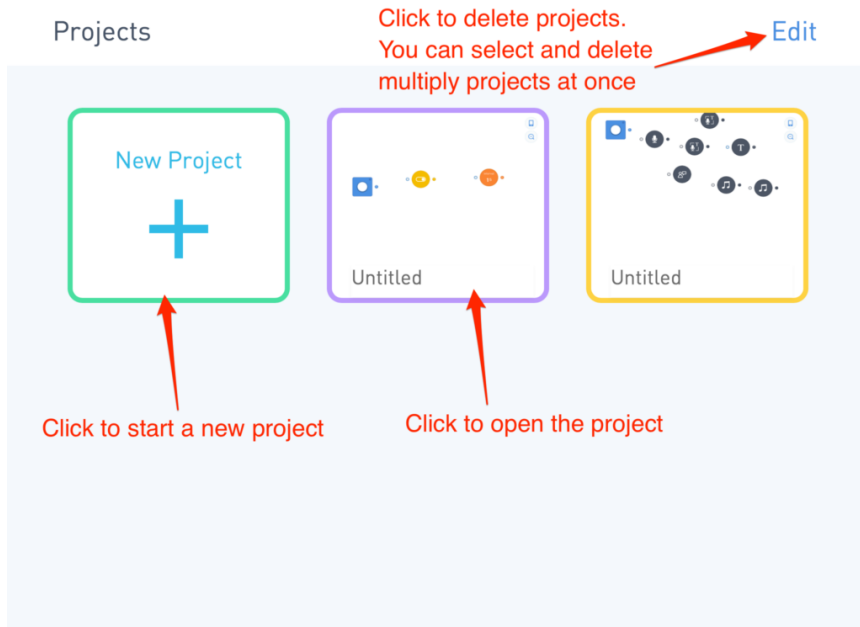 Projects
Click to delete projects.
You can select and delete
multiply projects at once
Edit
New Project
Untitled
Untitled
Click to start a new project
Click to open the project